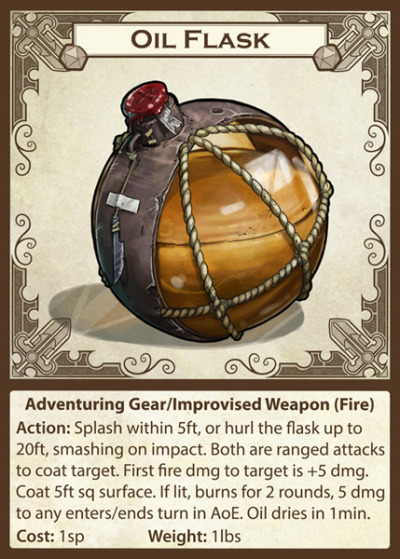 Oil Flask
Adventuring Gear/Improvised Weapon (Fire)
Action: Splash within 5ft, or hurl the flask up to
20ft, smashing on impact. Both are ranged attacks
to coat target. First fire dmg to target is +5 dmg.
Coat 5ft sq surface. If lit, burns for 2 rounds, 5 dmg
to any enters/ends turn in AoE. Oil dries in 1min.
Cost: 1sp Weight: 1lbs